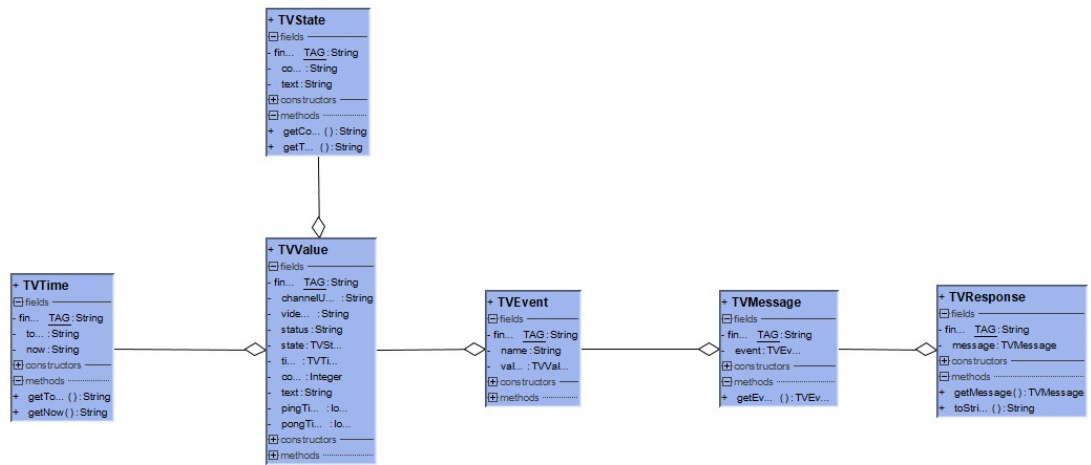 + TVState
fields
- fin... TAG : String
- co... : String
- text : String
constructors
methods
+ getCo... ( ) : String
+ getT... ( ) : String
+ TVTime
fields
- fin... TAG : String
- to... : String
- now : String
constructors
methods
+ getTo... ( ) : String
+ getNow( ) : String
+ TVValue
fields
- fin... TAG : String
- channelU... : String
- vide... : String
- status : String
- state : TVSt...
- ti... : TVTi...
- co... : Integer
- text : String
- pingTi... : lo...
- pongTi... : lo...
constructors
methods
+ TVEvent
fields
- fin... TAG : String
- name : String
- val... : TVVal...
constructors
methods
+ TVMessage
fields
- fin... TAG : String
- event : TVEv...
constructors
methods
+ getEv... ( ) : TVEv...
+ TVResponse
fields
- fin... TAG : String
- message : TVMessage
constructors
methods
+ getMessage( ) : TVMessage
+ toStri... ( ) : String